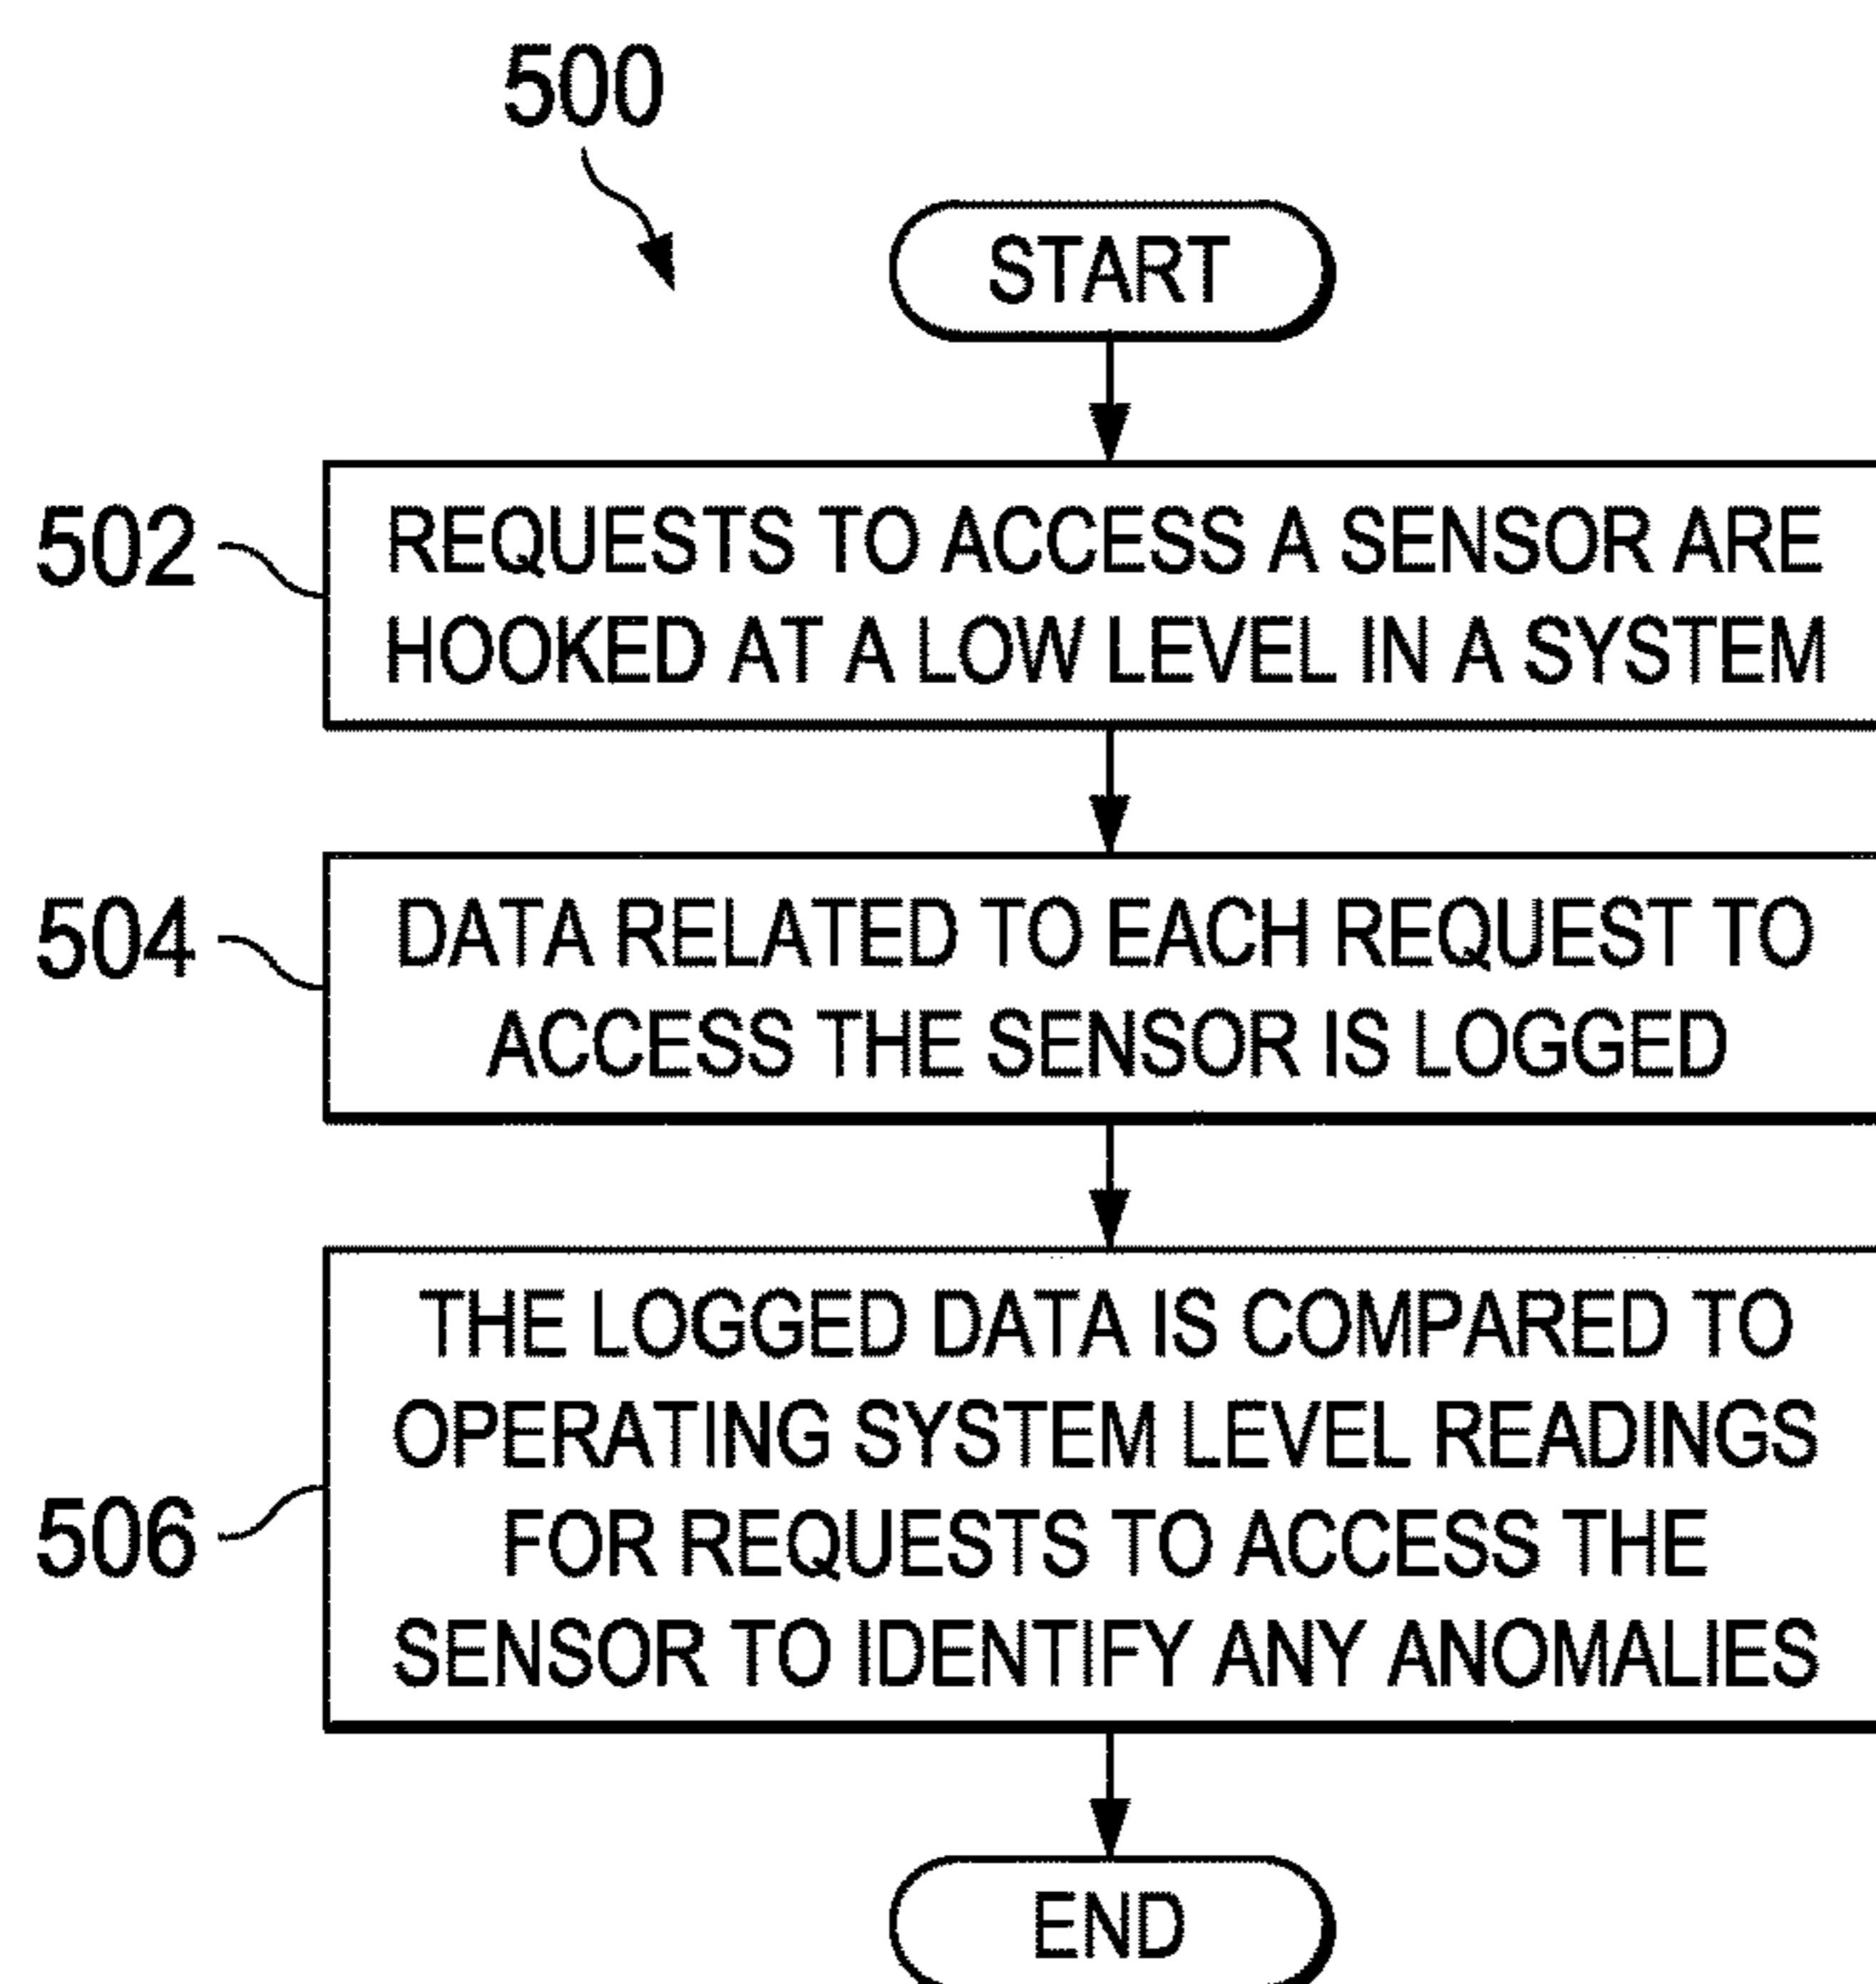 500
START
502
REQUESTS TO ACCESS A SENSOR ARE
HOOKED AT A LOW LEVEL IN A SYSTEM
504
DATA RELATED TO EACH REQUEST TO
ACCESS THE SENSOR IS LOGGED
506
THE LOGGED DATA IS COMPARED TO
OPERATING SYSTEM LEVEL READINGS
FOR REQUESTS TO ACCESS THE
SENSOR TO IDENTIFY ANY ANOMALIES
END